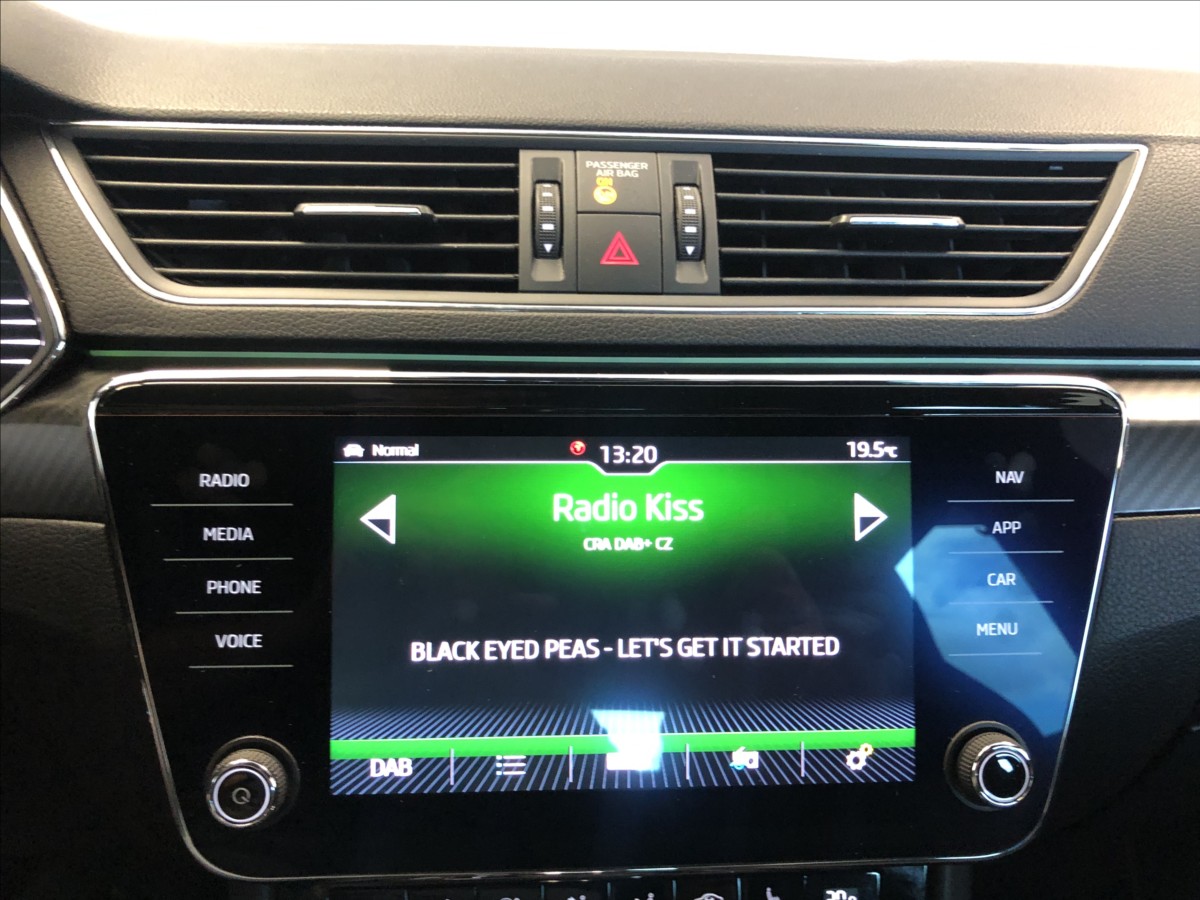 PASSENGER
AIR BAG
ON
Normal
13:20
19.5°C
RADIO
MEDIA
PHONE
VOICE
Radio Kiss
CRA DAB+ CZ
BLACK EYED PEAS - LET'S GET IT STARTED
DAB
NAV
APP
CAR
MENU